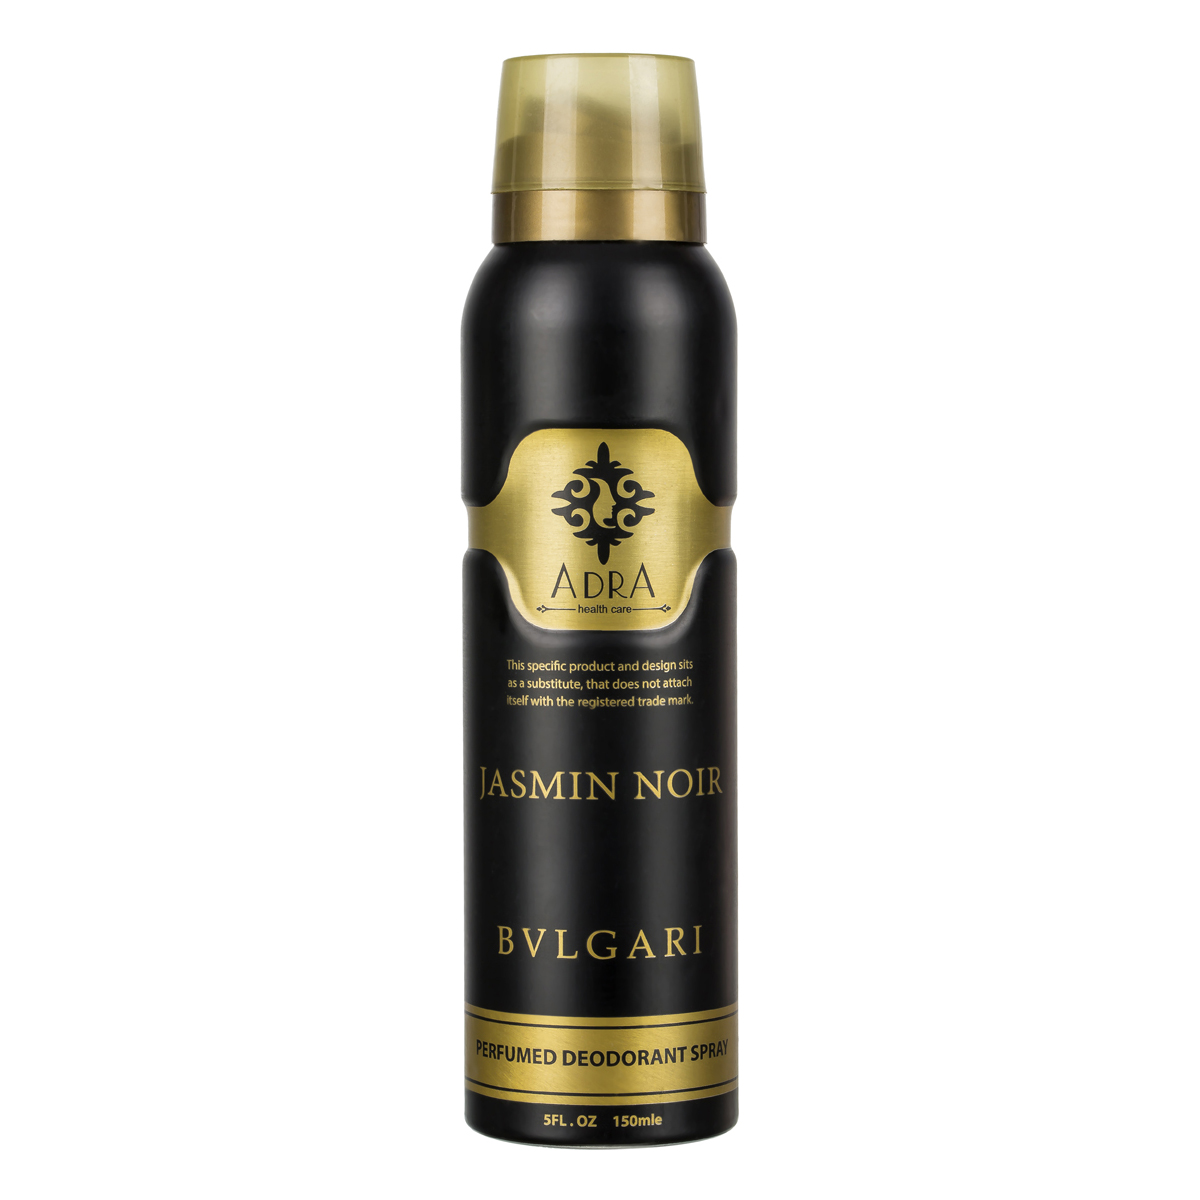 ADRA
health care
This specific product and design sits
as a substitute, that does not attach
itself with the registered trade mark.
JASMIN NOIR
BVLGARI
PERFUMED DEODORANT SPRAY
5FL.OZ 150mle